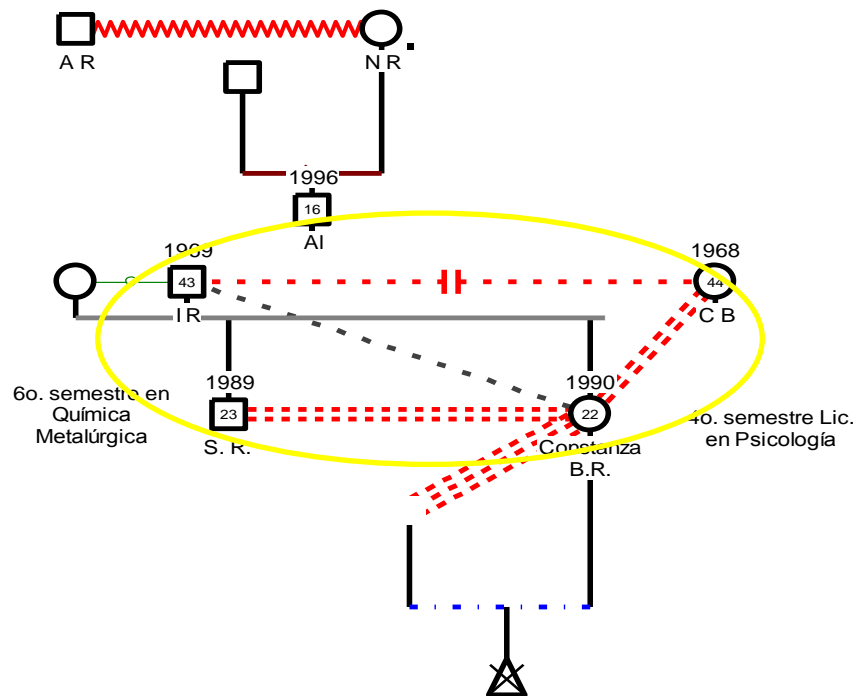 A R
N R
1996
16
AI
1969
1968
43
44
I R
C B
6o. semestre en
Química
Metalúrgica
1989
1990
23
22
4o. semestre Lic.
en Psicología
S. R.
Constanza
B.R.